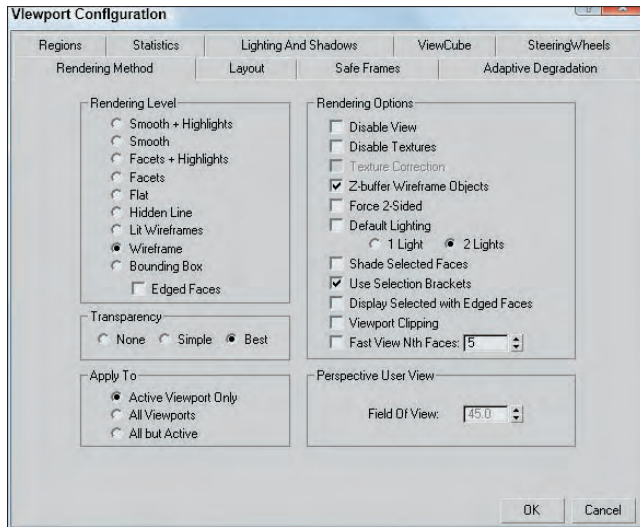 Viewport Configuration
Regions Statistics Lighting And Shadows ViewCube SteeringWheels
Rendering Method Layout Safe Frames Adaptive Degradation
Rendering Level
Smooth + Highlights
Smooth
Facets + Highlights
Facets
Flat
Hidden Line
Lit Wireframes
Wireframe
Bounding Box
Edged Faces
Transparency
None Simple Best
Apply To
Active Viewport Only
All Viewports
All but Active
Rendering Options
Disable View
Disable Textures
Texture Correction
Z-buffer Wireframe Objects
Force 2-Sided
Default Lighting
1 Light 2 Lights
Shade Selected Faces
Use Selection Brackets
Display Selected with Edged Faces
Viewport Clipping
Fast View Nth Faces: 5
Perspective User View
Field Of View: 45.0
OK Cancel